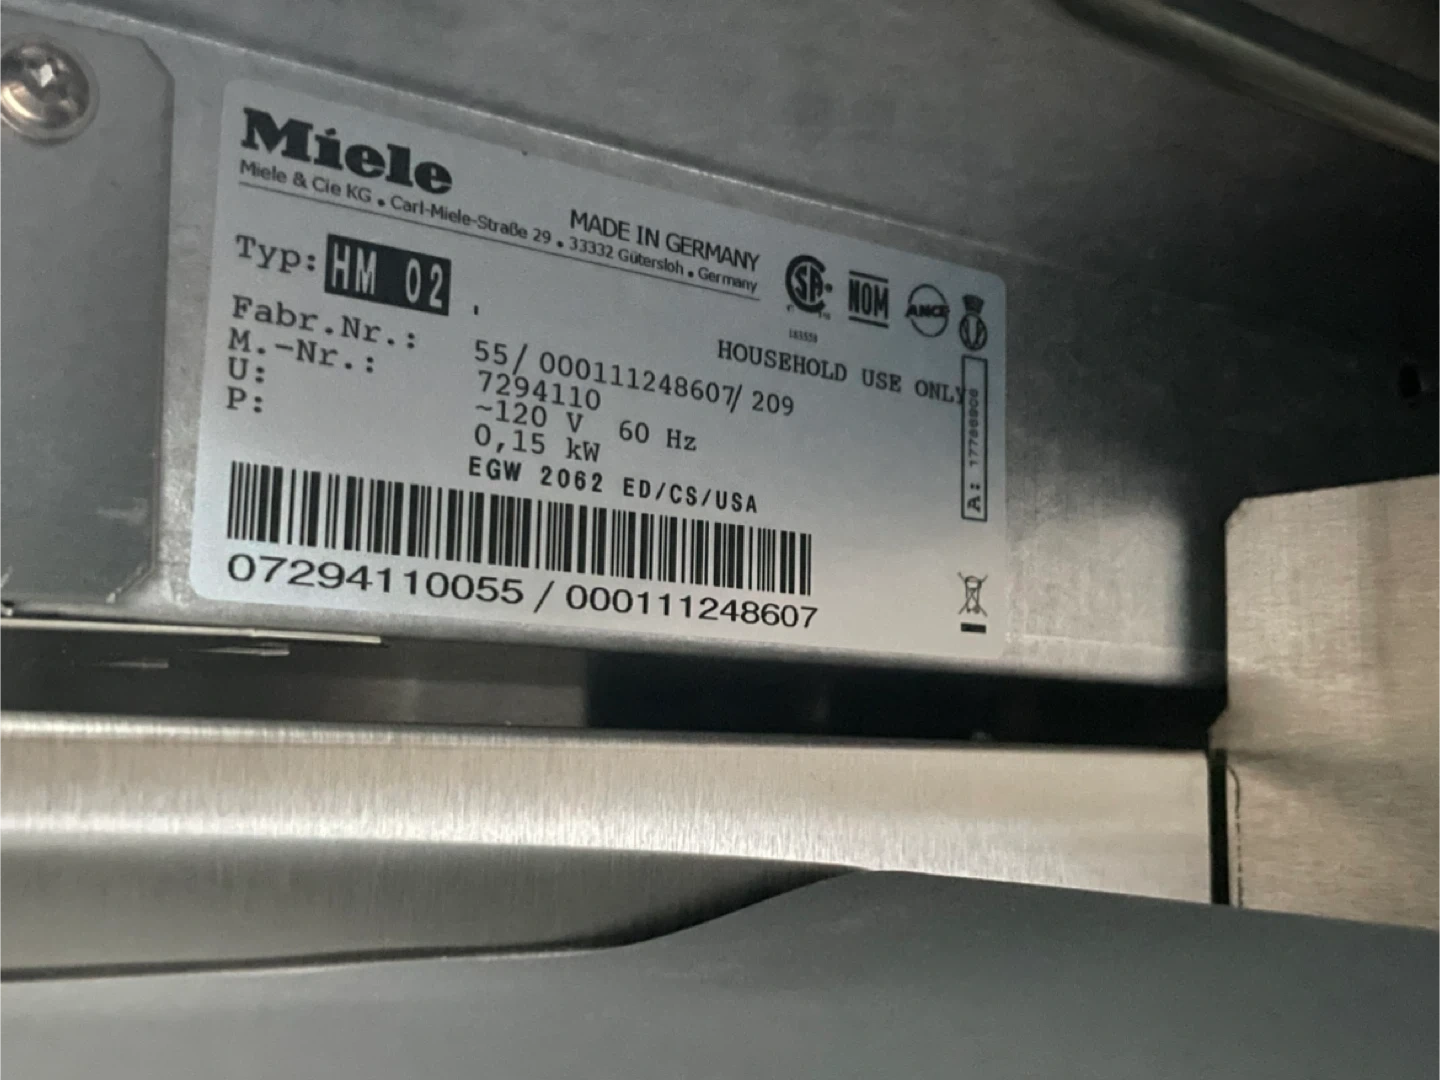 Miele
MADE IN GERMANY
Miele & Cie KG • Carl-Miele-Straße 29 • 33332 Gütersloh • Germany
Typ: HM 02
SA
NOM
ANCE
HOUSEHOLD USE ONLY
Fabr.Nr.: 55/ 000111248607/ 209
M.-Nr.: 7294110
U: ~120 V 60 Hz
P: 0,15 kW
EGW 2062 ED/CS/USA
07294110055 / 000111248607
A: